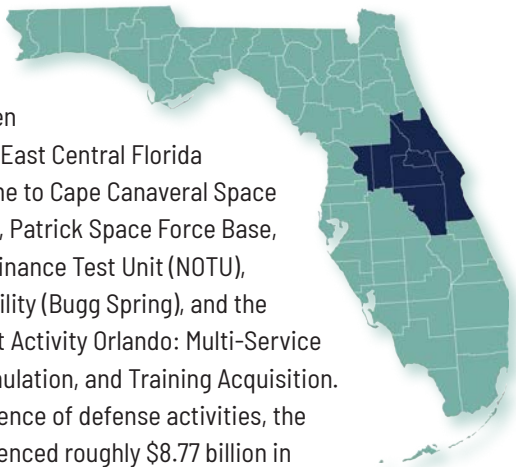 en
East Central Florida
ne to Cape Canaveral Space
, Patrick Space Force Base,
inance Test Unit (NOTU),
ility (Bugg Spring), and the
t Activity Orlando: Multi-Service
nulation, and Training Acquisition.
ence of defense activities, the
enced roughly $8.77 billion in